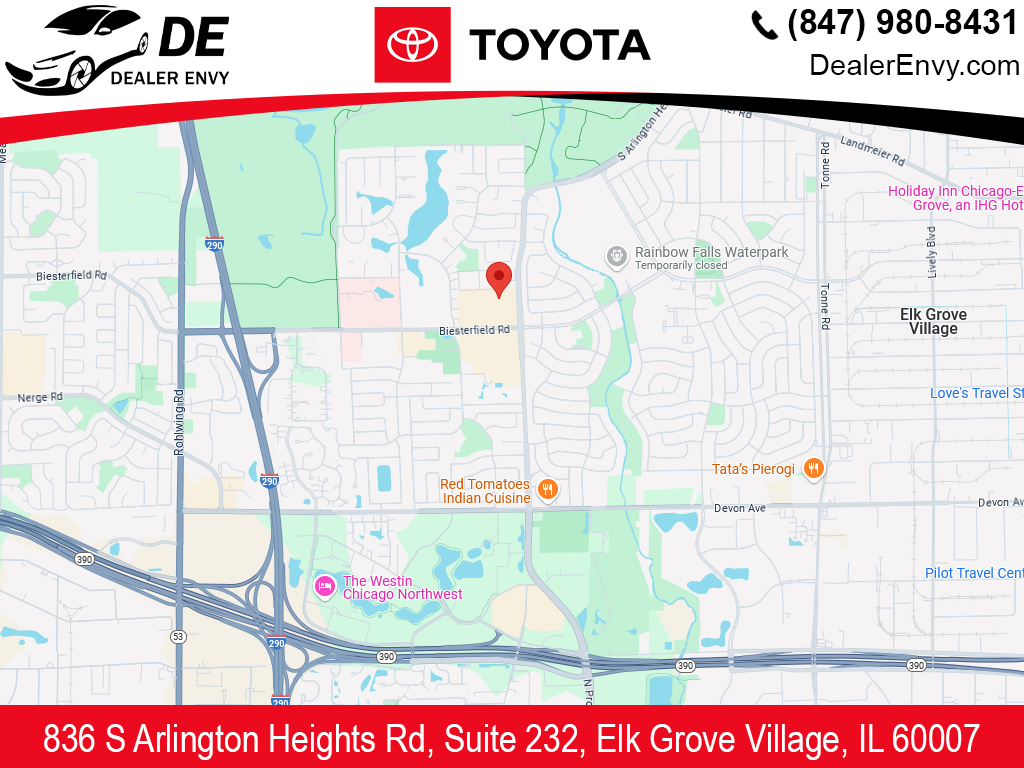 DE
DEALER ENVY
TOYOTA
(847) 980-8431
DealerEnvy.com
Landmeier Rd
Tonne Rd
Holiday Inn Chicago-E
Grove, an IHG Hot
Lively Blvd
290
Rainbow Falls Waterpark
Temporarily closed
Biesterfield Rd
Tonne Rd
Elk Grove
Village
Biesterfield Rd
Love's Travel St
Nerge Rd
Rohlwing Rd
Tata's Pierogi
290
Red Tomatoes
Indian Cuisine
Devon Ave
Devon Av
390
Pilot Travel Cent
The Westin
Chicago Northwest
53
290
390
390
390
290
N Pro
S Arlington He
836 S Arlington Heights Rd, Suite 232, Elk Grove Village, IL 60007